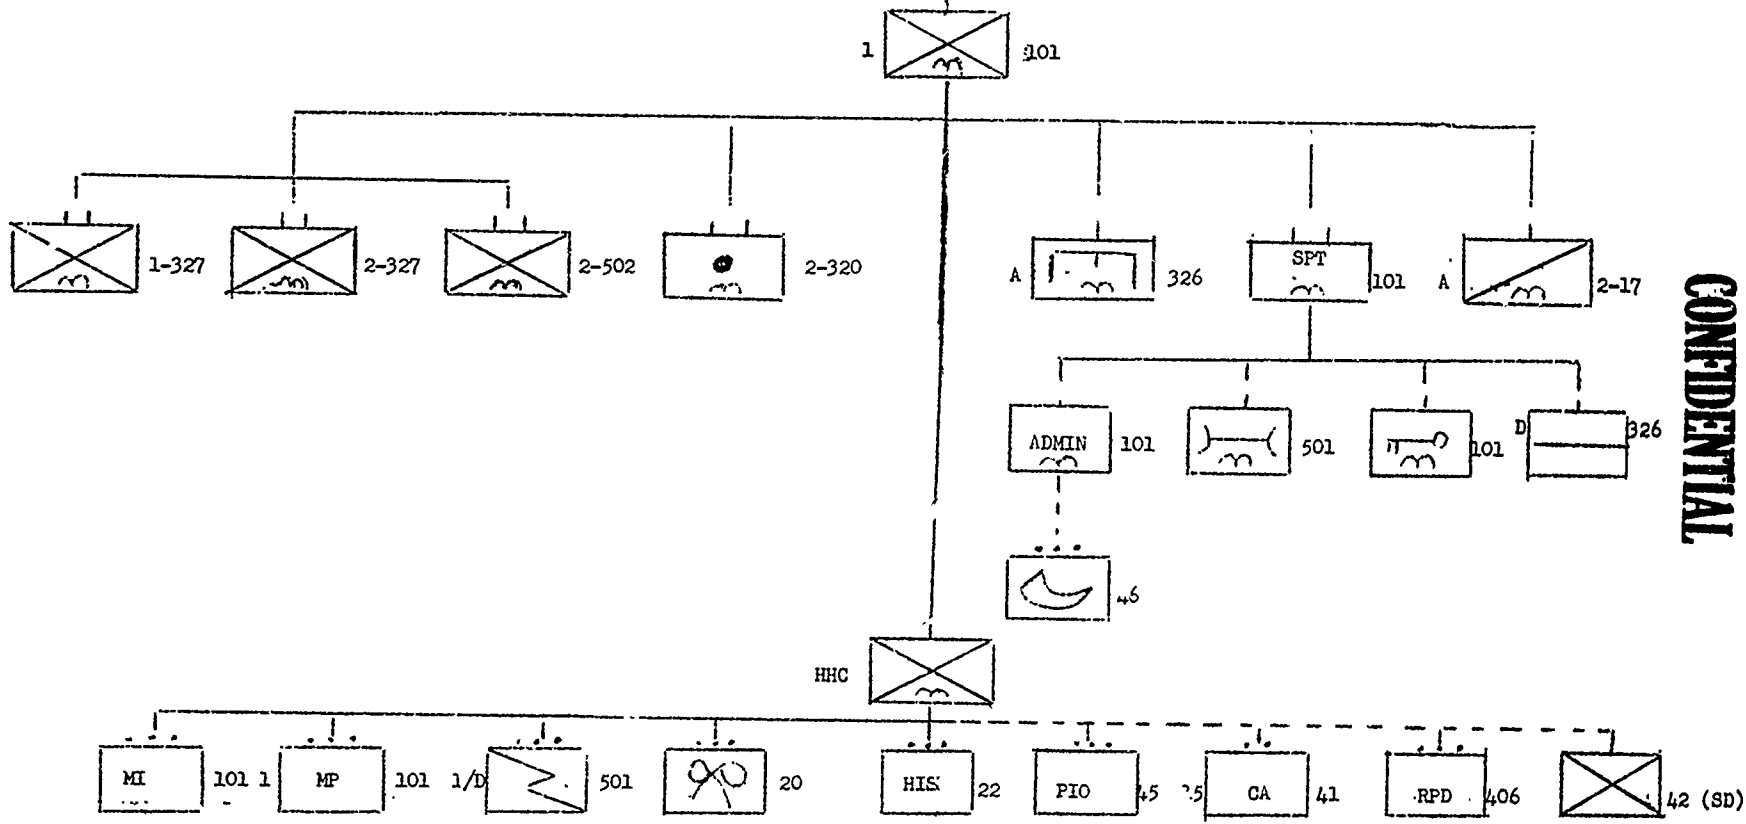 1 101
1-327 2-327 2-502 2-320 A 326 SPT 101 A 2-17
CONFIDENTIAL
ADMIN 101 501 101 D 326
46
HHC
MI 101 1 MP 101 1/D 501 20 HIS 22 PIO 45 CA 41 RPD 406 42 (SD)